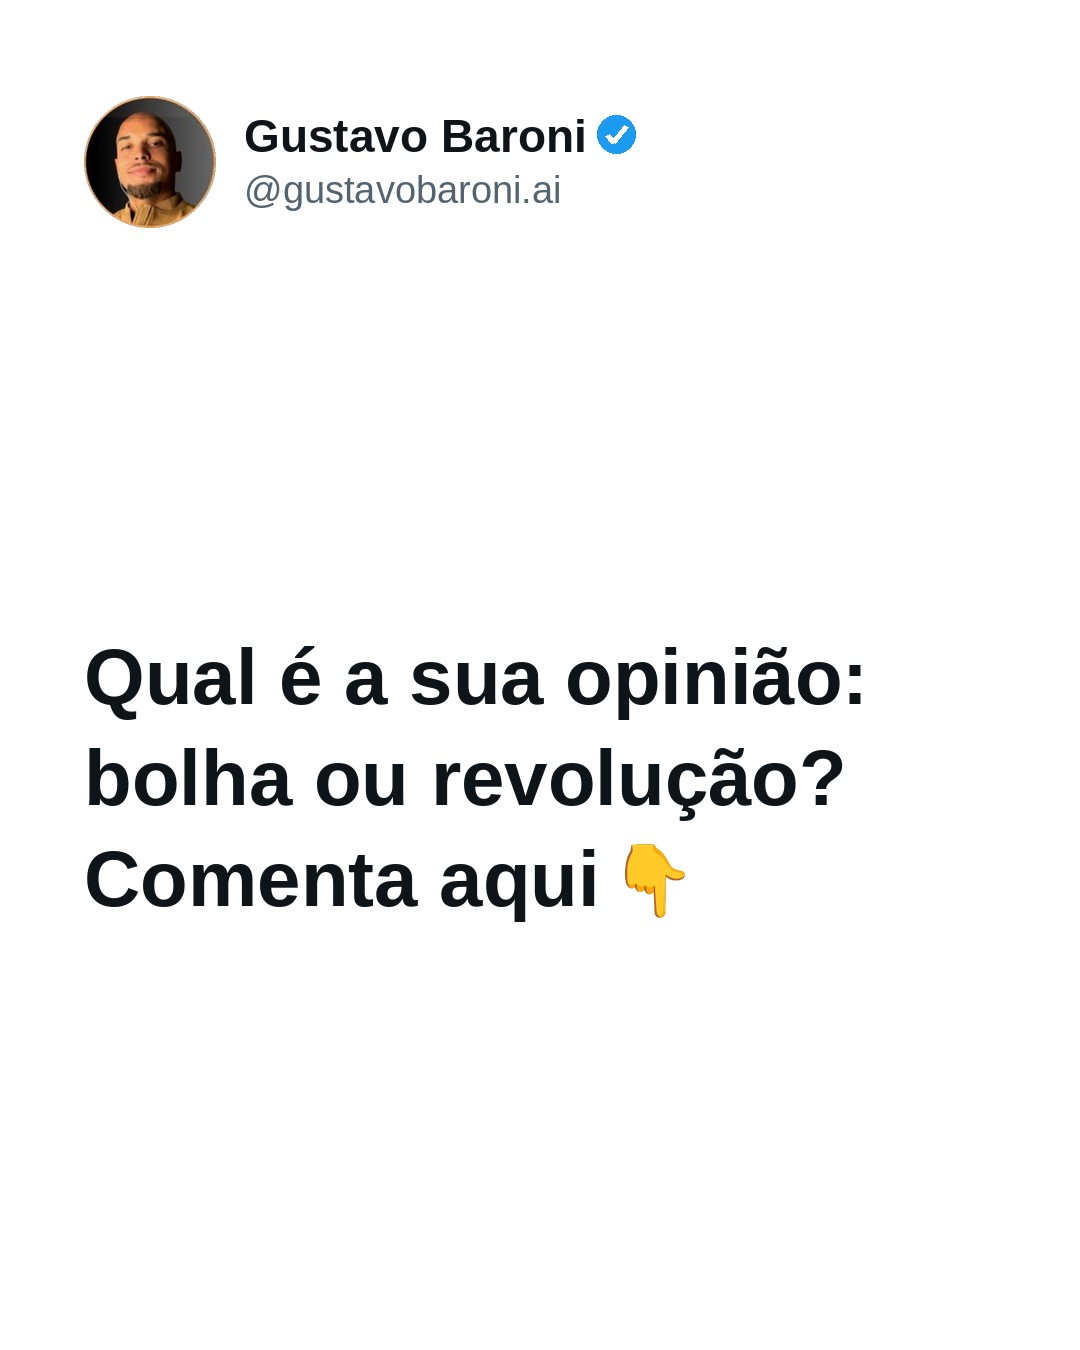 Gustavo Baroni
@gustavobaroni.ai
Qual é a sua opinião:
bolha ou revolução?
Comenta aqui 👇